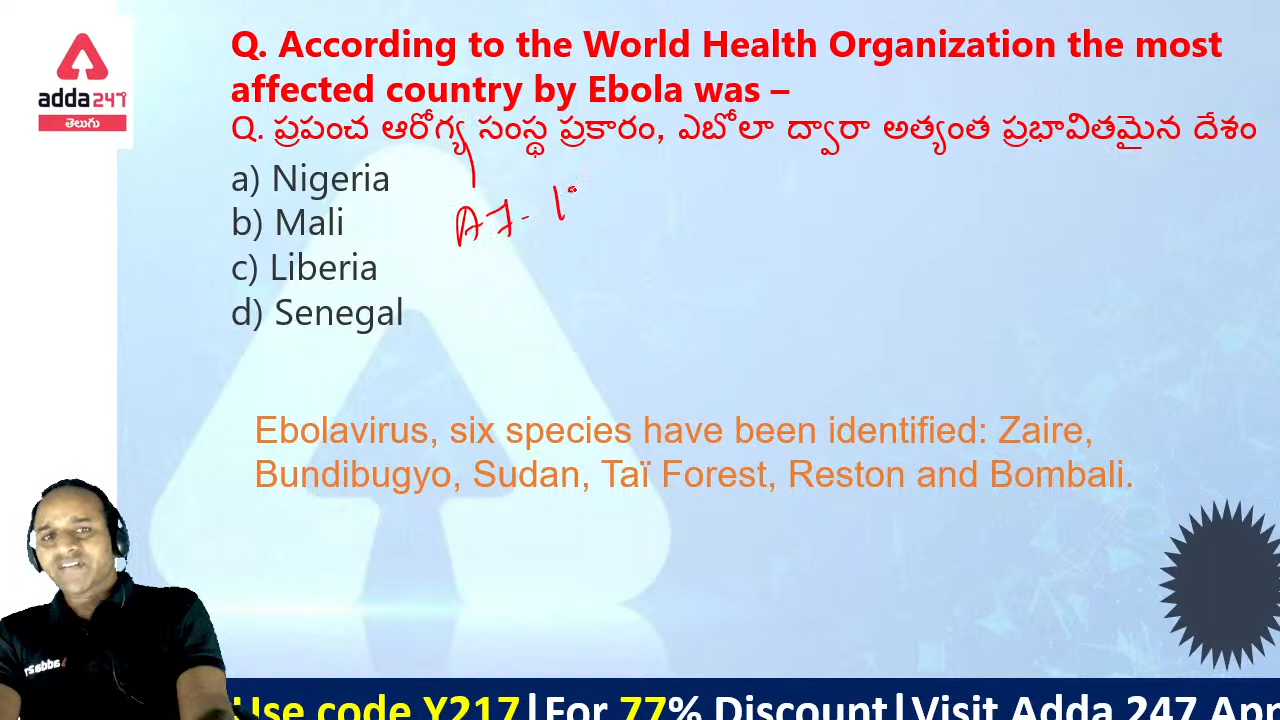 adda247
తెలుగు
Q. According to the World Health Organization the most
affected country by Ebola was –
Q. ప్రపంచ ఆరోగ్య సంస్థ ప్రకారం, ఎబోలా ద్వారా అత్యంత ప్రభావితమైన దేశం
a) Nigeria
b) Mali
c) Liberia
d) Senegal
Ebolavirus, six species have been identified: Zaire,
Bundibugyo, Sudan, Taï Forest, Reston and Bombali.
Use code Y217|For 77% Discount|Visit Adda 247 App